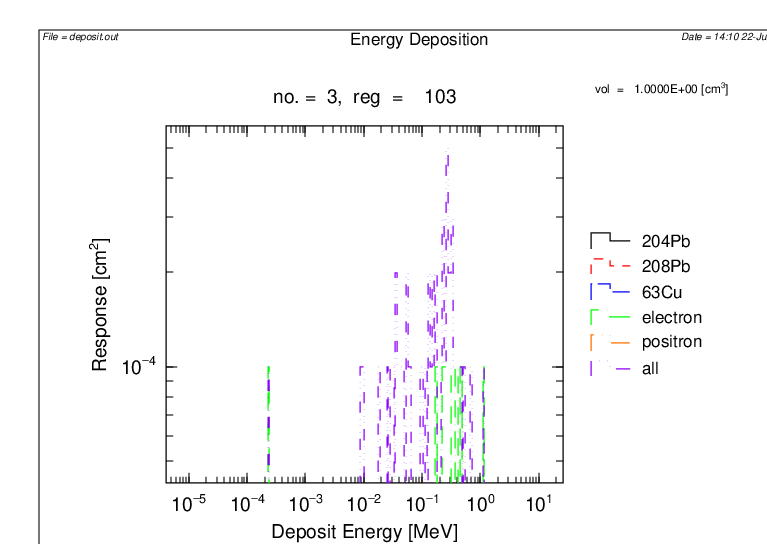 File = deposit.out
Energy Deposition
Date = 14:10 22-Ju
no. = 3, reg = 103
vol = 1.0000E+00 [cm³]
Response [cm²]
10⁻⁴
204Pb
208Pb
63Cu
electron
positron
all
10⁻⁵ 10⁻⁴ 10⁻³ 10⁻² 10⁻¹ 10⁰ 10¹
Deposit Energy [MeV]